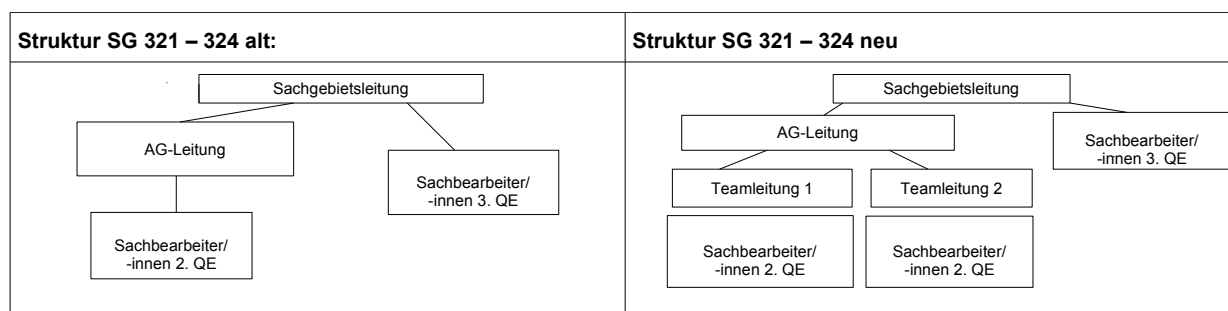 Struktur SG 321 – 324 alt:
Sachgebietsleitung
AG-Leitung
Sachbearbeiter/
-innen 3. QE
Sachbearbeiter/
-innen 2. QE
Struktur SG 321 – 324 neu
Sachgebietsleitung
AG-Leitung
Sachbearbeiter/
-innen 3. QE
Teamleitung 1
Teamleitung 2
Sachbearbeiter/
-innen 2. QE
Sachbearbeiter/
-innen 2. QE